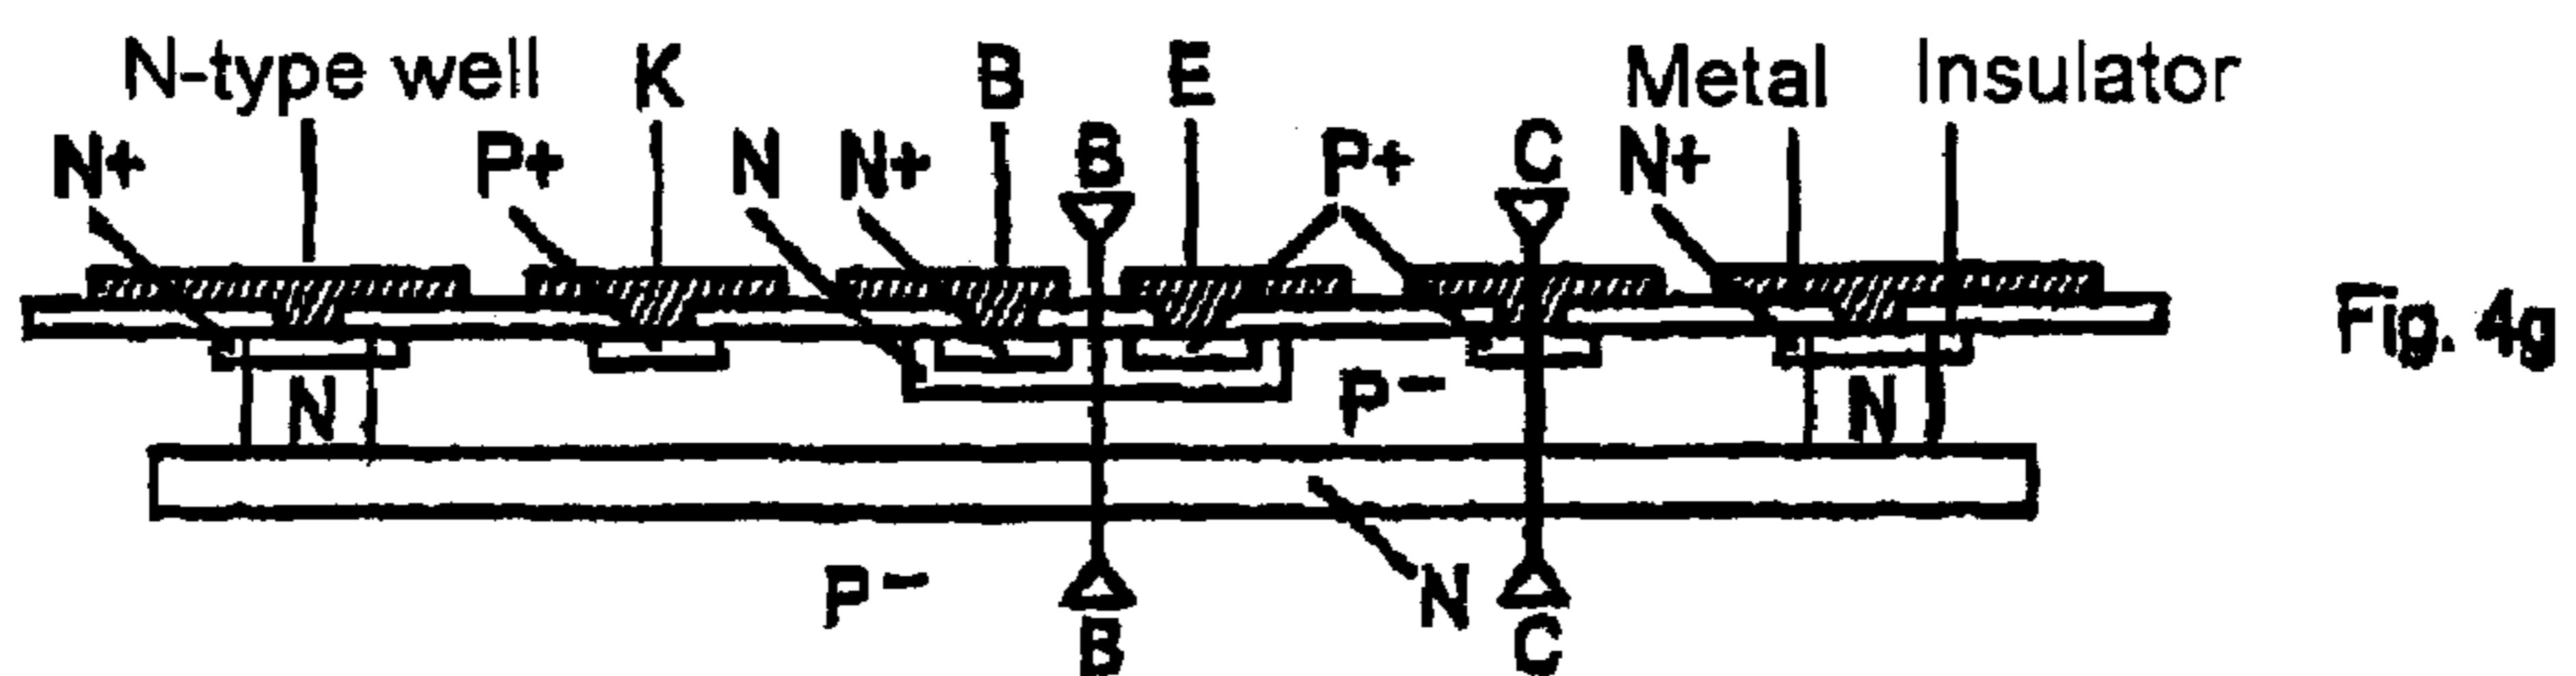 N-type well K B E Metal Insulator
N+ P+ N N+ B P+ C N+
Fig. 4g
N P− N
P− N
B C